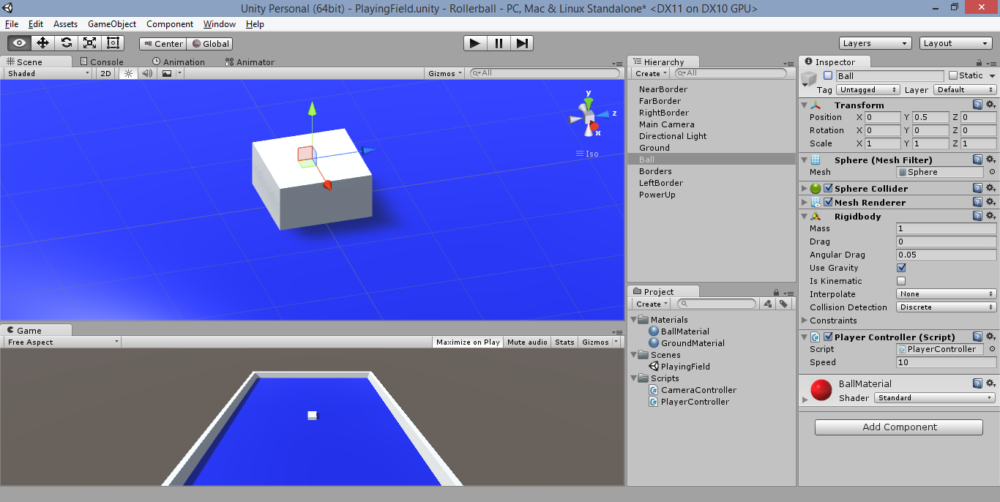 Unity Personal (64bit) - PlayingField.unity - Rollerball - PC, Mac & Linux Standalone* <DX11 on DX10 GPU>
File Edit Assets GameObject Component Window Help
Center Global
Layers Layout
Scene Console Animation Animator
Shaded 2D Gizmos All
y
z
x
Iso
Game
Free Aspect Maximize on Play Mute audio Stats Gizmos
Hierarchy
Create All
NearBorder
FarBorder
RightBorder
Main Camera
Directional Light
Ground
Ball
Borders
LeftBorder
PowerUp
Project
Create
Materials
BallMaterial
GroundMaterial
Scenes
PlayingField
Scripts
CameraController
PlayerController
Inspector
Ball Static
Tag Untagged Layer Default
Transform
Position X 0 Y 0.5 Z 0
Rotation X 0 Y 0 Z 0
Scale X 1 Y 1 Z 1
Sphere (Mesh Filter)
Mesh Sphere
Sphere Collider
Mesh Renderer
Rigidbody
Mass 1
Drag 0
Angular Drag 0.05
Use Gravity
Is Kinematic
Interpolate None
Collision Detection Discrete
Constraints
Player Controller (Script)
Script PlayerController
Speed 10
BallMaterial
Shader Standard
Add Component